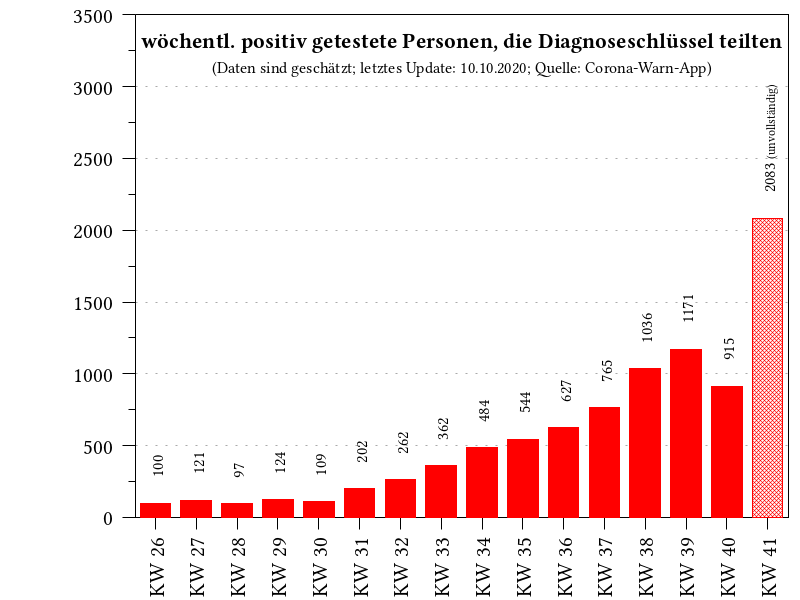 wöchentl. positiv getestete Personen, die Diagnoseschlüssel teilten
(Daten sind geschätzt; letztes Update: 10.10.2020; Quelle: Corona-Warn-App)
3500
3000
2500
2000
1500
1000
500
0
100
121
97
124
109
202
262
362
484
544
627
765
1036
1171
915
2083 (unvollständig)
KW 26
KW 27
KW 28
KW 29
KW 30
KW 31
KW 32
KW 33
KW 34
KW 35
KW 36
KW 37
KW 38
KW 39
KW 40
KW 41